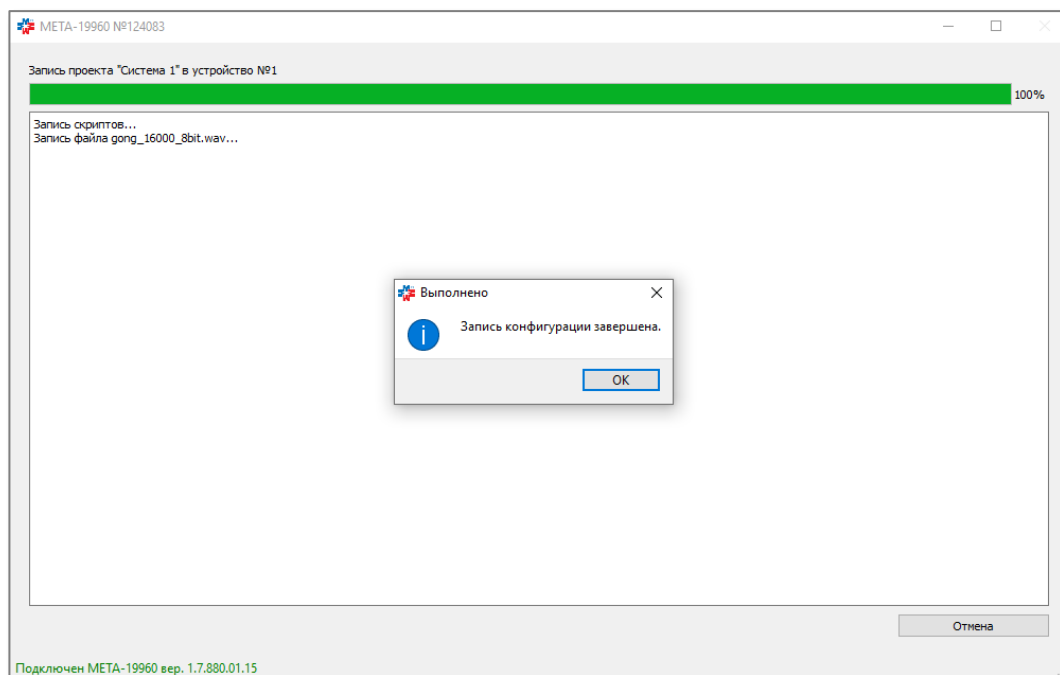 МЕТА-19960 №124083
Запись проекта "Система 1" в устройство №1
100%
Запись скриптов...
Запись файла gong_16000_8bit.wav...
Выполнено
Запись конфигурации завершена.
OK
Отмена
Подключен МЕТА-19960 вер. 1.7.880.01.15